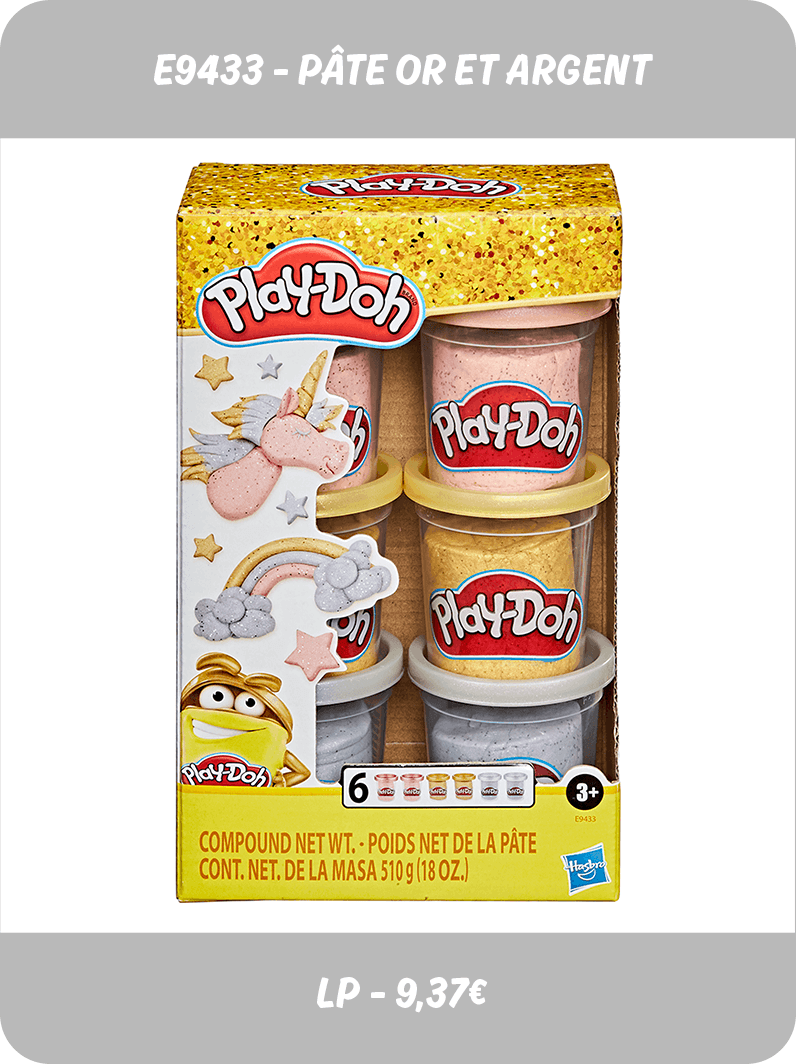 E9433 - PÂTE OR ET ARGENT
Play-Doh
Play-Doh
BRAND
Play-Doh
Play-Doh
Play-Doh
6
3+
E9433
COMPOUND NET WT. • POIDS NET DE LA PÂTE
CONT. NET. DE LA MASA 510 g (18 OZ.)
Hasbro
LP - 9,37€